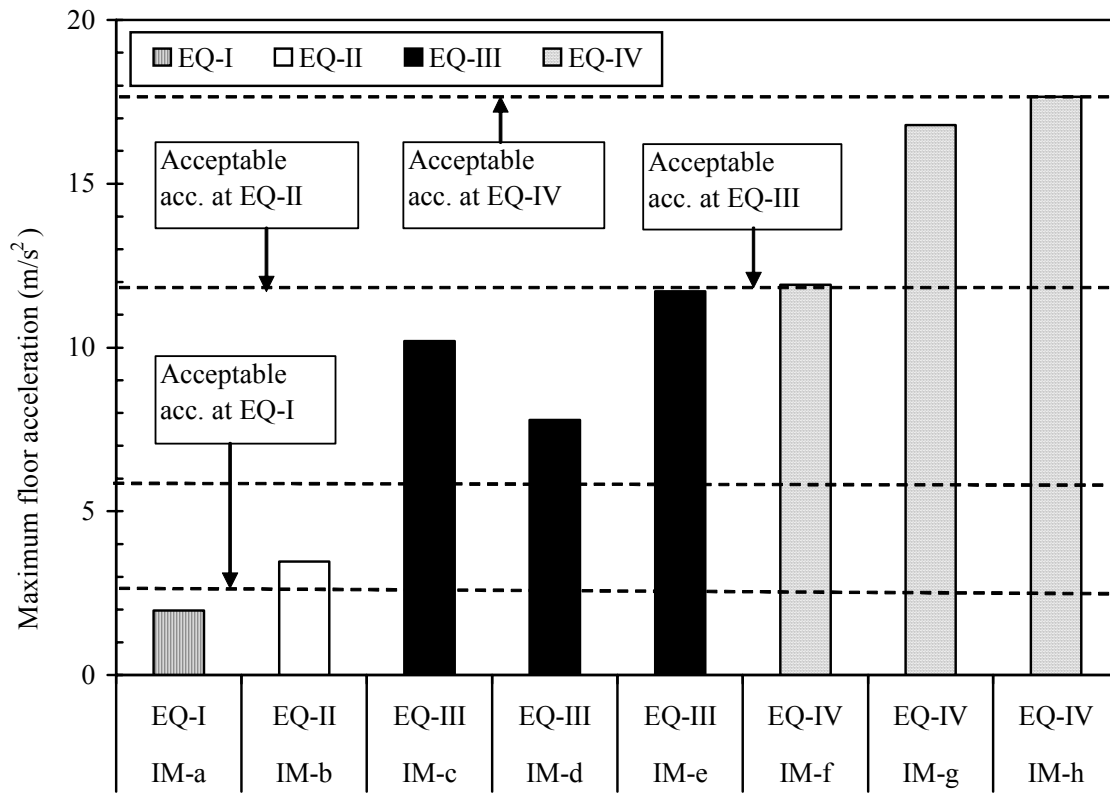 20
EQ-I EQ-II EQ-III EQ-IV
Acceptable
acc. at EQ-II
Acceptable
acc. at EQ-IV
Acceptable
acc. at EQ-III
15
Maximum floor acceleration (m/s²)
10
Acceptable
acc. at EQ-I
5
0
EQ-I EQ-II EQ-III EQ-III EQ-III EQ-IV EQ-IV EQ-IV
IM-a IM-b IM-c IM-d IM-e IM-f IM-g IM-h